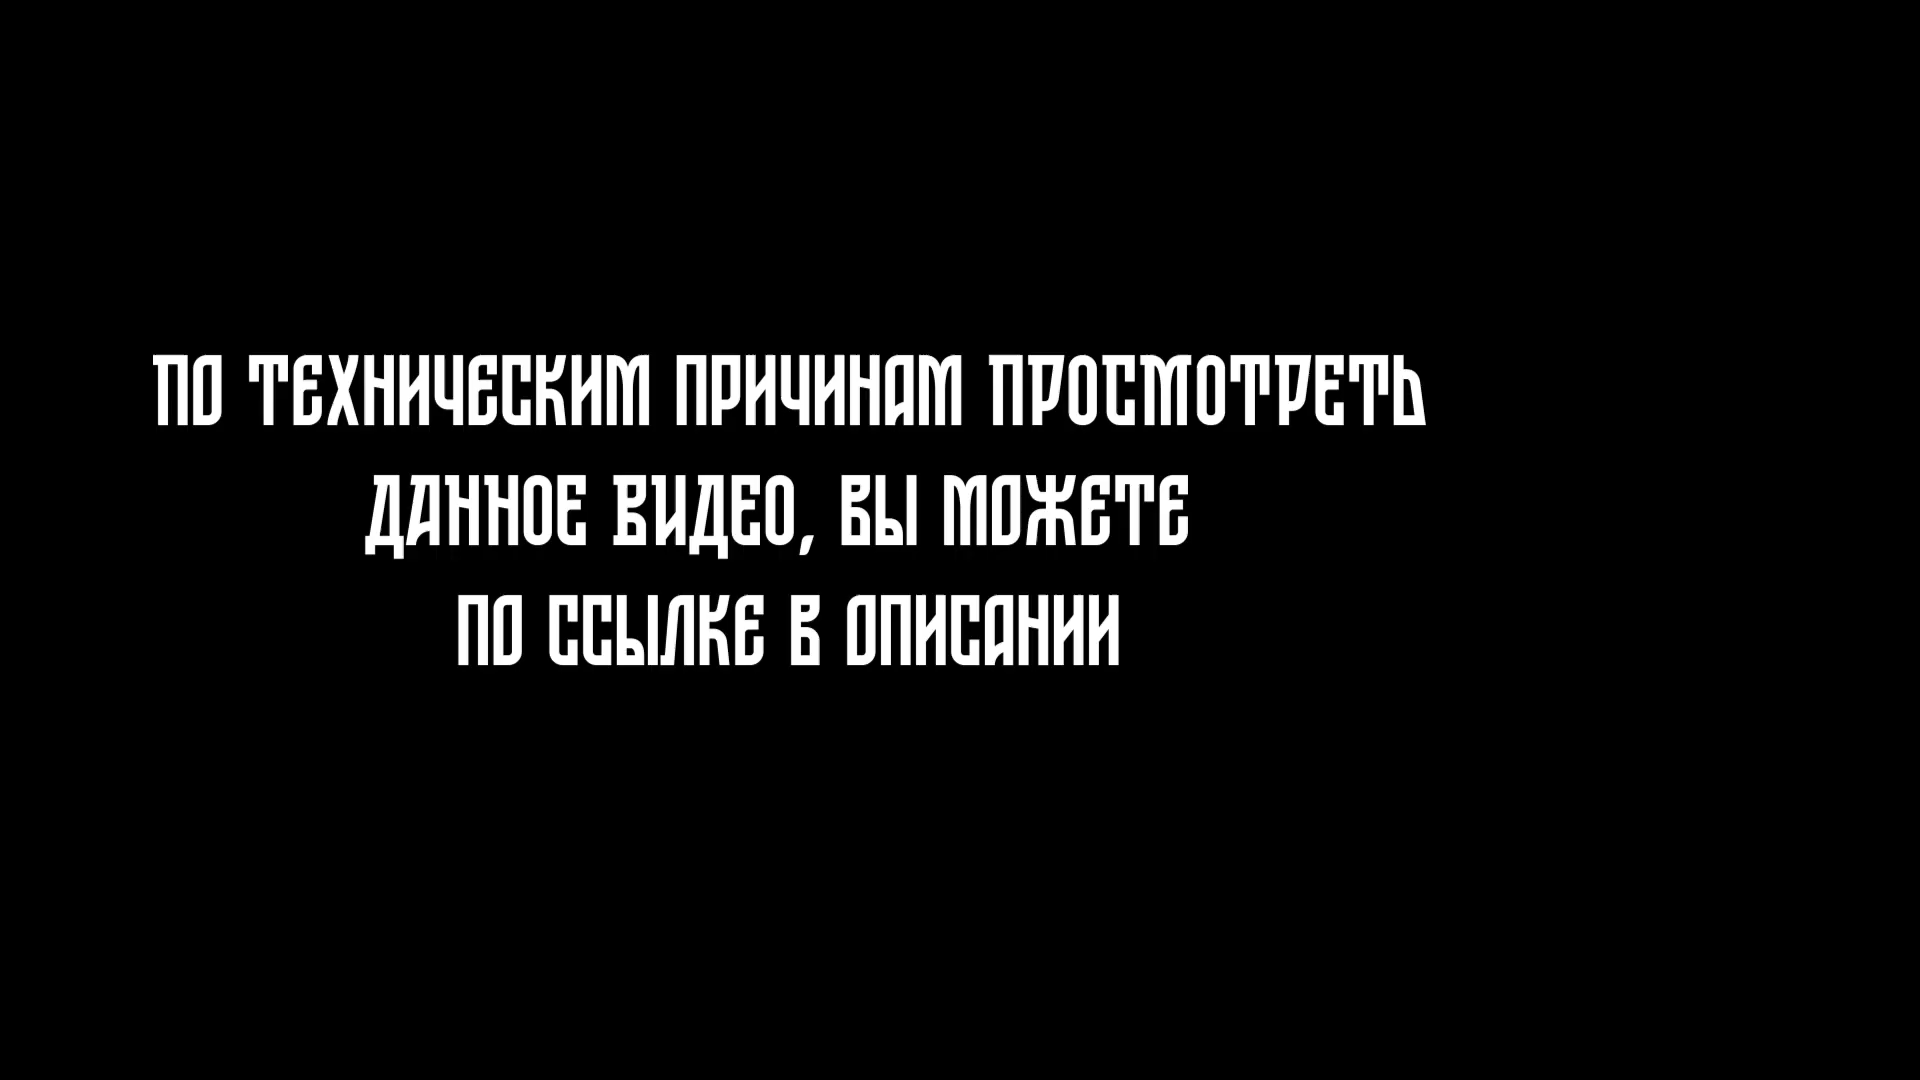 ПО ТЕХНИЧЕСКИМ ПРИЧИНАМ ПРОСМОТРЕТЬ
ДАННОЕ ВИДЕО, ВЫ МОЖЕТЕ
ПО ССЫЛКЕ В ОПИСАНИИ